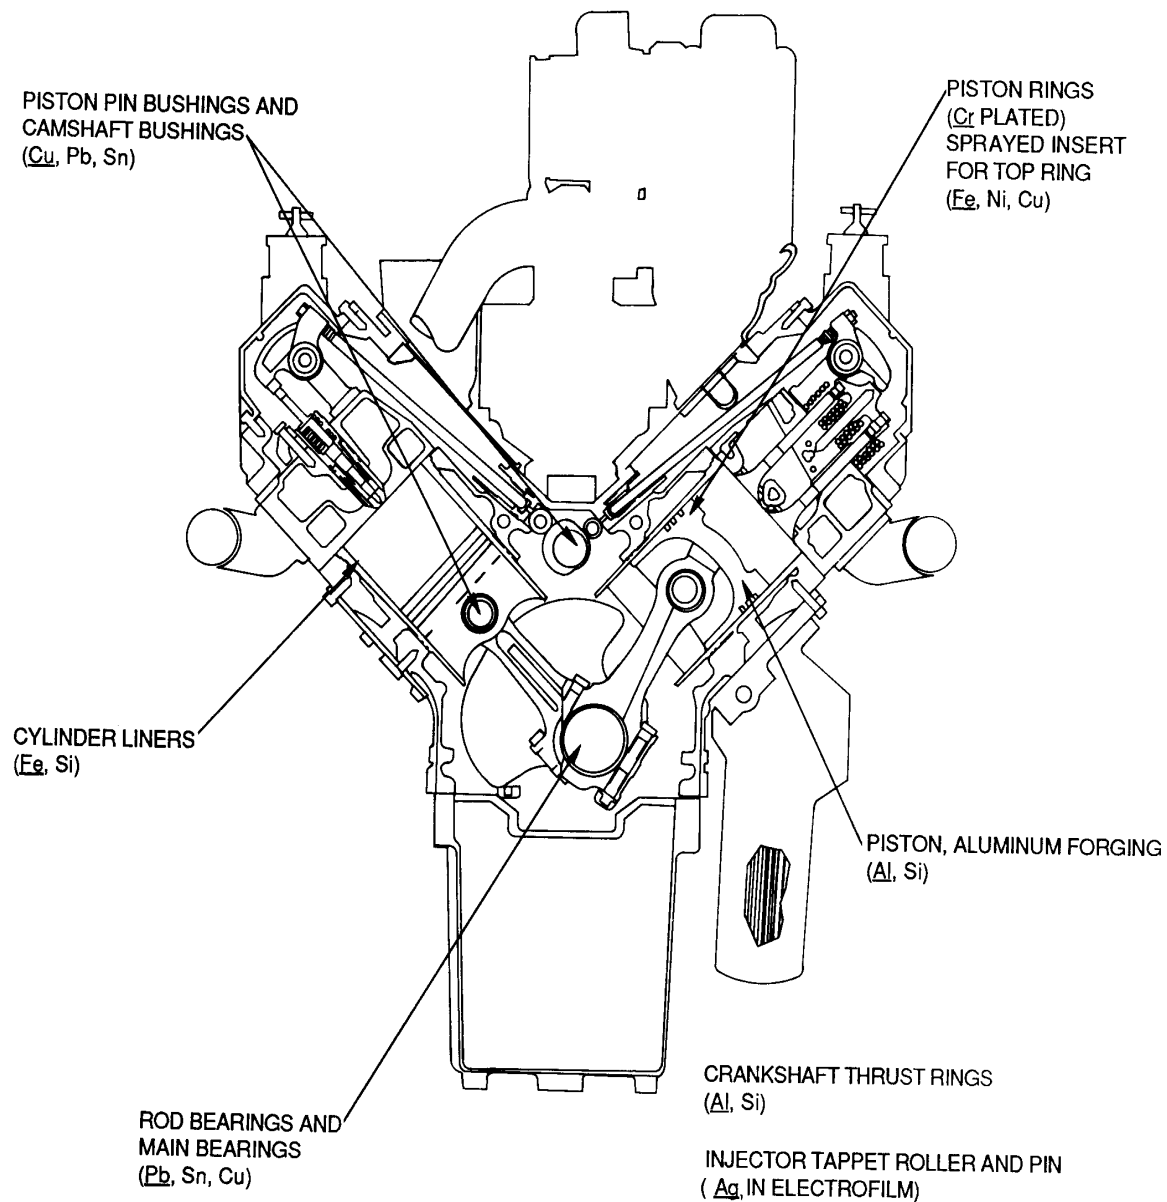 PISTON PIN BUSHINGS AND
CAMSHAFT BUSHINGS
(Cu, Pb, Sn)
PISTON RINGS
(Cr PLATED)
SPRAYED INSERT
FOR TOP RING
(Fe, Ni, Cu)
CYLINDER LINERS
(Fe, Si)
PISTON, ALUMINUM FORGING
(Al, Si)
ROD BEARINGS AND
MAIN BEARINGS
(Pb, Sn, Cu)
CRANKSHAFT THRUST RINGS
(Al, Si)
INJECTOR TAPPET ROLLER AND PIN
( Ag, IN ELECTROFILM)